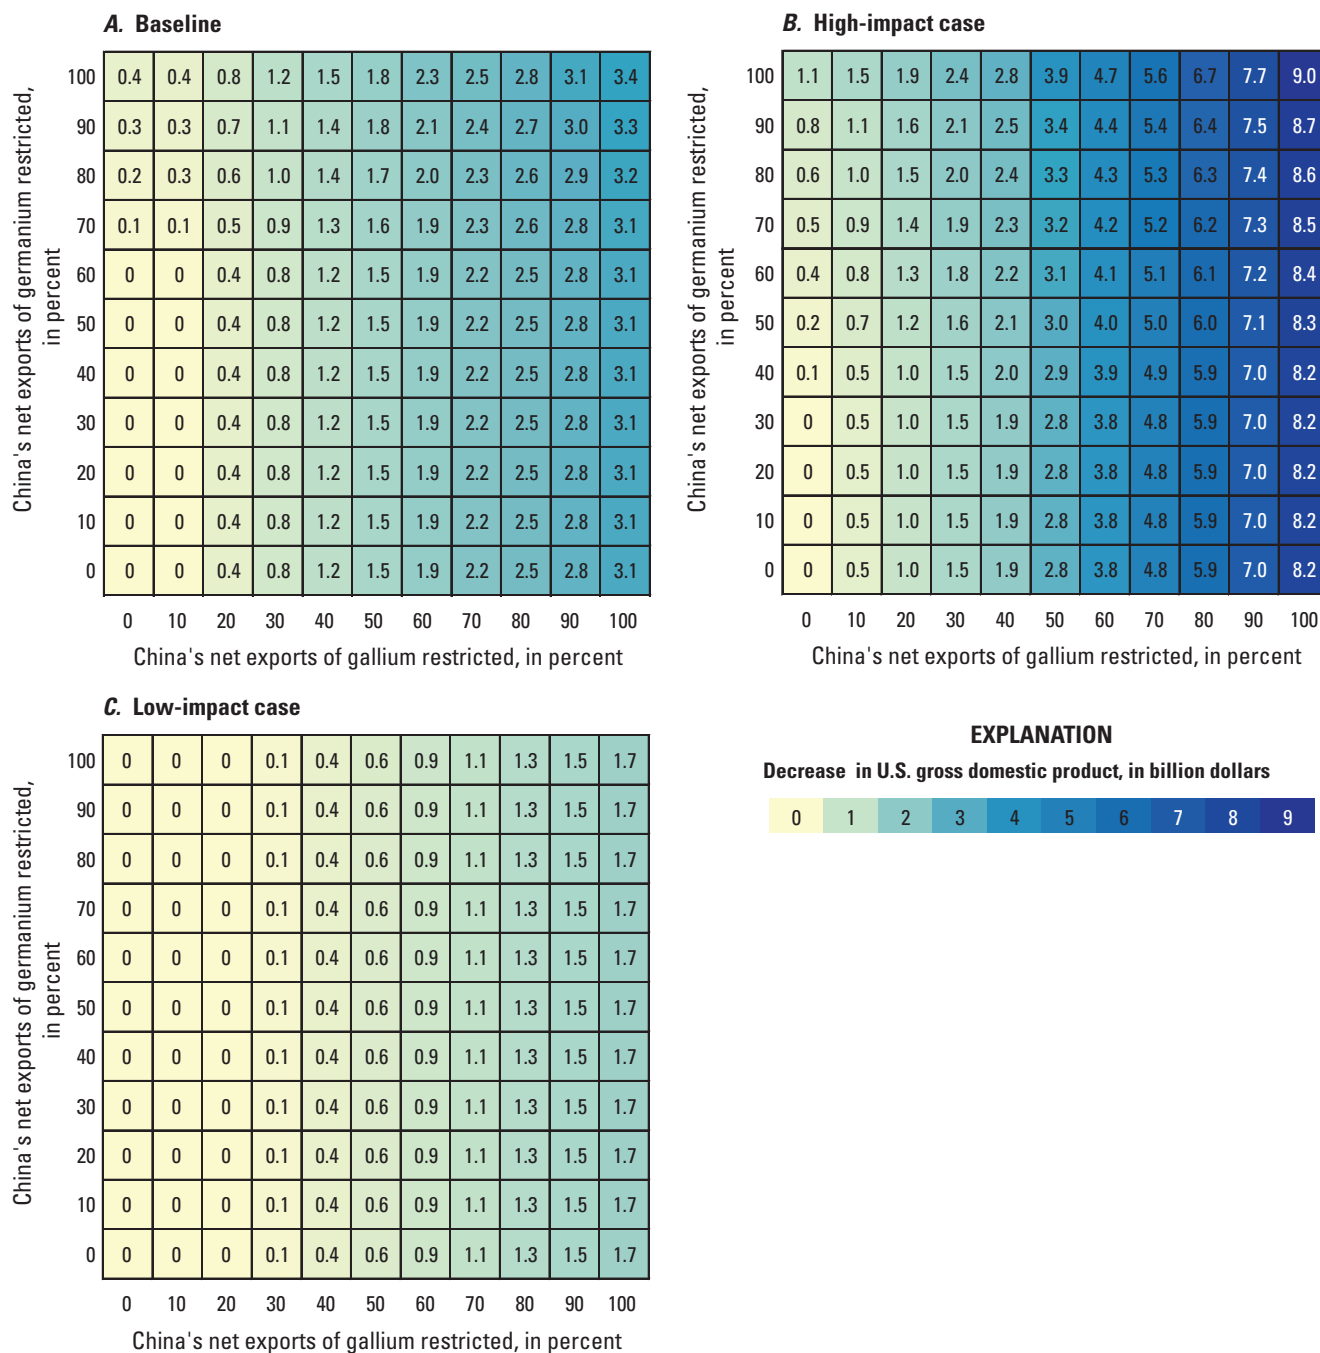 A. Baseline
China's net exports of germanium restricted,
in percent
100 0.4 0.4 0.8 1.2 1.5 1.8 2.3 2.5 2.8 3.1 3.4
90 0.3 0.3 0.7 1.1 1.4 1.8 2.1 2.4 2.7 3.0 3.3
80 0.2 0.3 0.6 1.0 1.4 1.7 2.0 2.3 2.6 2.9 3.2
70 0.1 0.1 0.5 0.9 1.3 1.6 1.9 2.3 2.6 2.8 3.1
60 0 0 0.4 0.8 1.2 1.5 1.9 2.2 2.5 2.8 3.1
50 0 0 0.4 0.8 1.2 1.5 1.9 2.2 2.5 2.8 3.1
40 0 0 0.4 0.8 1.2 1.5 1.9 2.2 2.5 2.8 3.1
30 0 0 0.4 0.8 1.2 1.5 1.9 2.2 2.5 2.8 3.1
20 0 0 0.4 0.8 1.2 1.5 1.9 2.2 2.5 2.8 3.1
10 0 0 0.4 0.8 1.2 1.5 1.9 2.2 2.5 2.8 3.1
0 0 0 0.4 0.8 1.2 1.5 1.9 2.2 2.5 2.8 3.1
0 10 20 30 40 50 60 70 80 90 100
China's net exports of gallium restricted, in percent
B. High-impact case
China's net exports of germanium restricted,
in percent
100 1.1 1.5 1.9 2.4 2.8 3.9 4.7 5.6 6.7 7.7 9.0
90 0.8 1.1 1.6 2.1 2.5 3.4 4.4 5.4 6.4 7.5 8.7
80 0.6 1.0 1.5 2.0 2.4 3.3 4.3 5.3 6.3 7.4 8.6
70 0.5 0.9 1.4 1.9 2.3 3.2 4.2 5.2 6.2 7.3 8.5
60 0.4 0.8 1.3 1.8 2.2 3.1 4.1 5.1 6.1 7.2 8.4
50 0.2 0.7 1.2 1.6 2.1 3.0 4.0 5.0 6.0 7.1 8.3
40 0.1 0.5 1.0 1.5 2.0 2.9 3.9 4.9 5.9 7.0 8.2
30 0 0.5 1.0 1.5 1.9 2.8 3.8 4.8 5.9 7.0 8.2
20 0 0.5 1.0 1.5 1.9 2.8 3.8 4.8 5.9 7.0 8.2
10 0 0.5 1.0 1.5 1.9 2.8 3.8 4.8 5.9 7.0 8.2
0 0 0.5 1.0 1.5 1.9 2.8 3.8 4.8 5.9 7.0 8.2
0 10 20 30 40 50 60 70 80 90 100
China's net exports of gallium restricted, in percent
C. Low-impact case
China's net exports of germanium restricted,
in percent
100 0 0 0 0.1 0.4 0.6 0.9 1.1 1.3 1.5 1.7
90 0 0 0 0.1 0.4 0.6 0.9 1.1 1.3 1.5 1.7
80 0 0 0 0.1 0.4 0.6 0.9 1.1 1.3 1.5 1.7
70 0 0 0 0.1 0.4 0.6 0.9 1.1 1.3 1.5 1.7
60 0 0 0 0.1 0.4 0.6 0.9 1.1 1.3 1.5 1.7
50 0 0 0 0.1 0.4 0.6 0.9 1.1 1.3 1.5 1.7
40 0 0 0 0.1 0.4 0.6 0.9 1.1 1.3 1.5 1.7
30 0 0 0 0.1 0.4 0.6 0.9 1.1 1.3 1.5 1.7
20 0 0 0 0.1 0.4 0.6 0.9 1.1 1.3 1.5 1.7
10 0 0 0 0.1 0.4 0.6 0.9 1.1 1.3 1.5 1.7
0 0 0 0 0.1 0.4 0.6 0.9 1.1 1.3 1.5 1.7
0 10 20 30 40 50 60 70 80 90 100
China's net exports of gallium restricted, in percent
EXPLANATION
Decrease in U.S. gross domestic product, in billion dollars
0 1 2 3 4 5 6 7 8 9